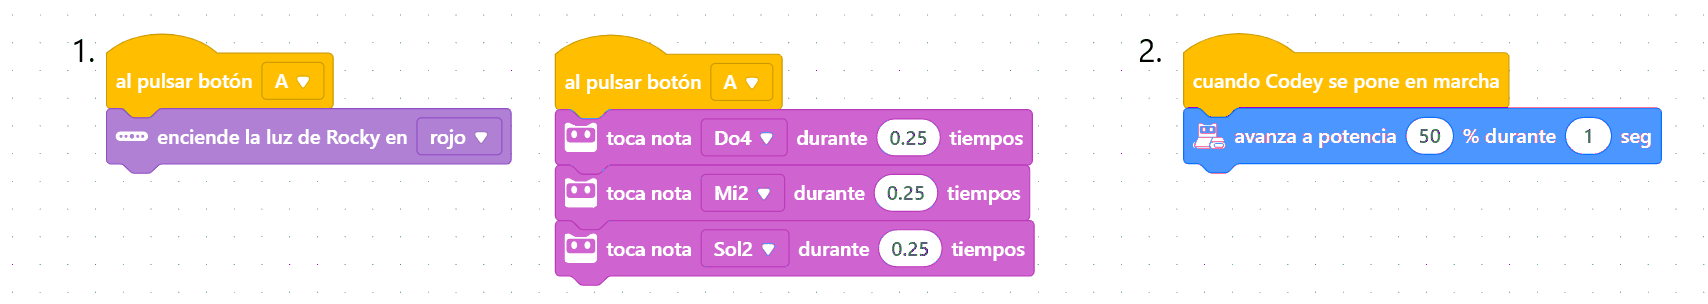 1.
al pulsar botón A
enciende la luz de Rocky en rojo
al pulsar botón A
toca nota Do4 durante 0.25 tiempos
toca nota Mi2 durante 0.25 tiempos
toca nota Sol2 durante 0.25 tiempos
2.
cuando Codey se pone en marcha
avanza a potencia 50 % durante 1 seg